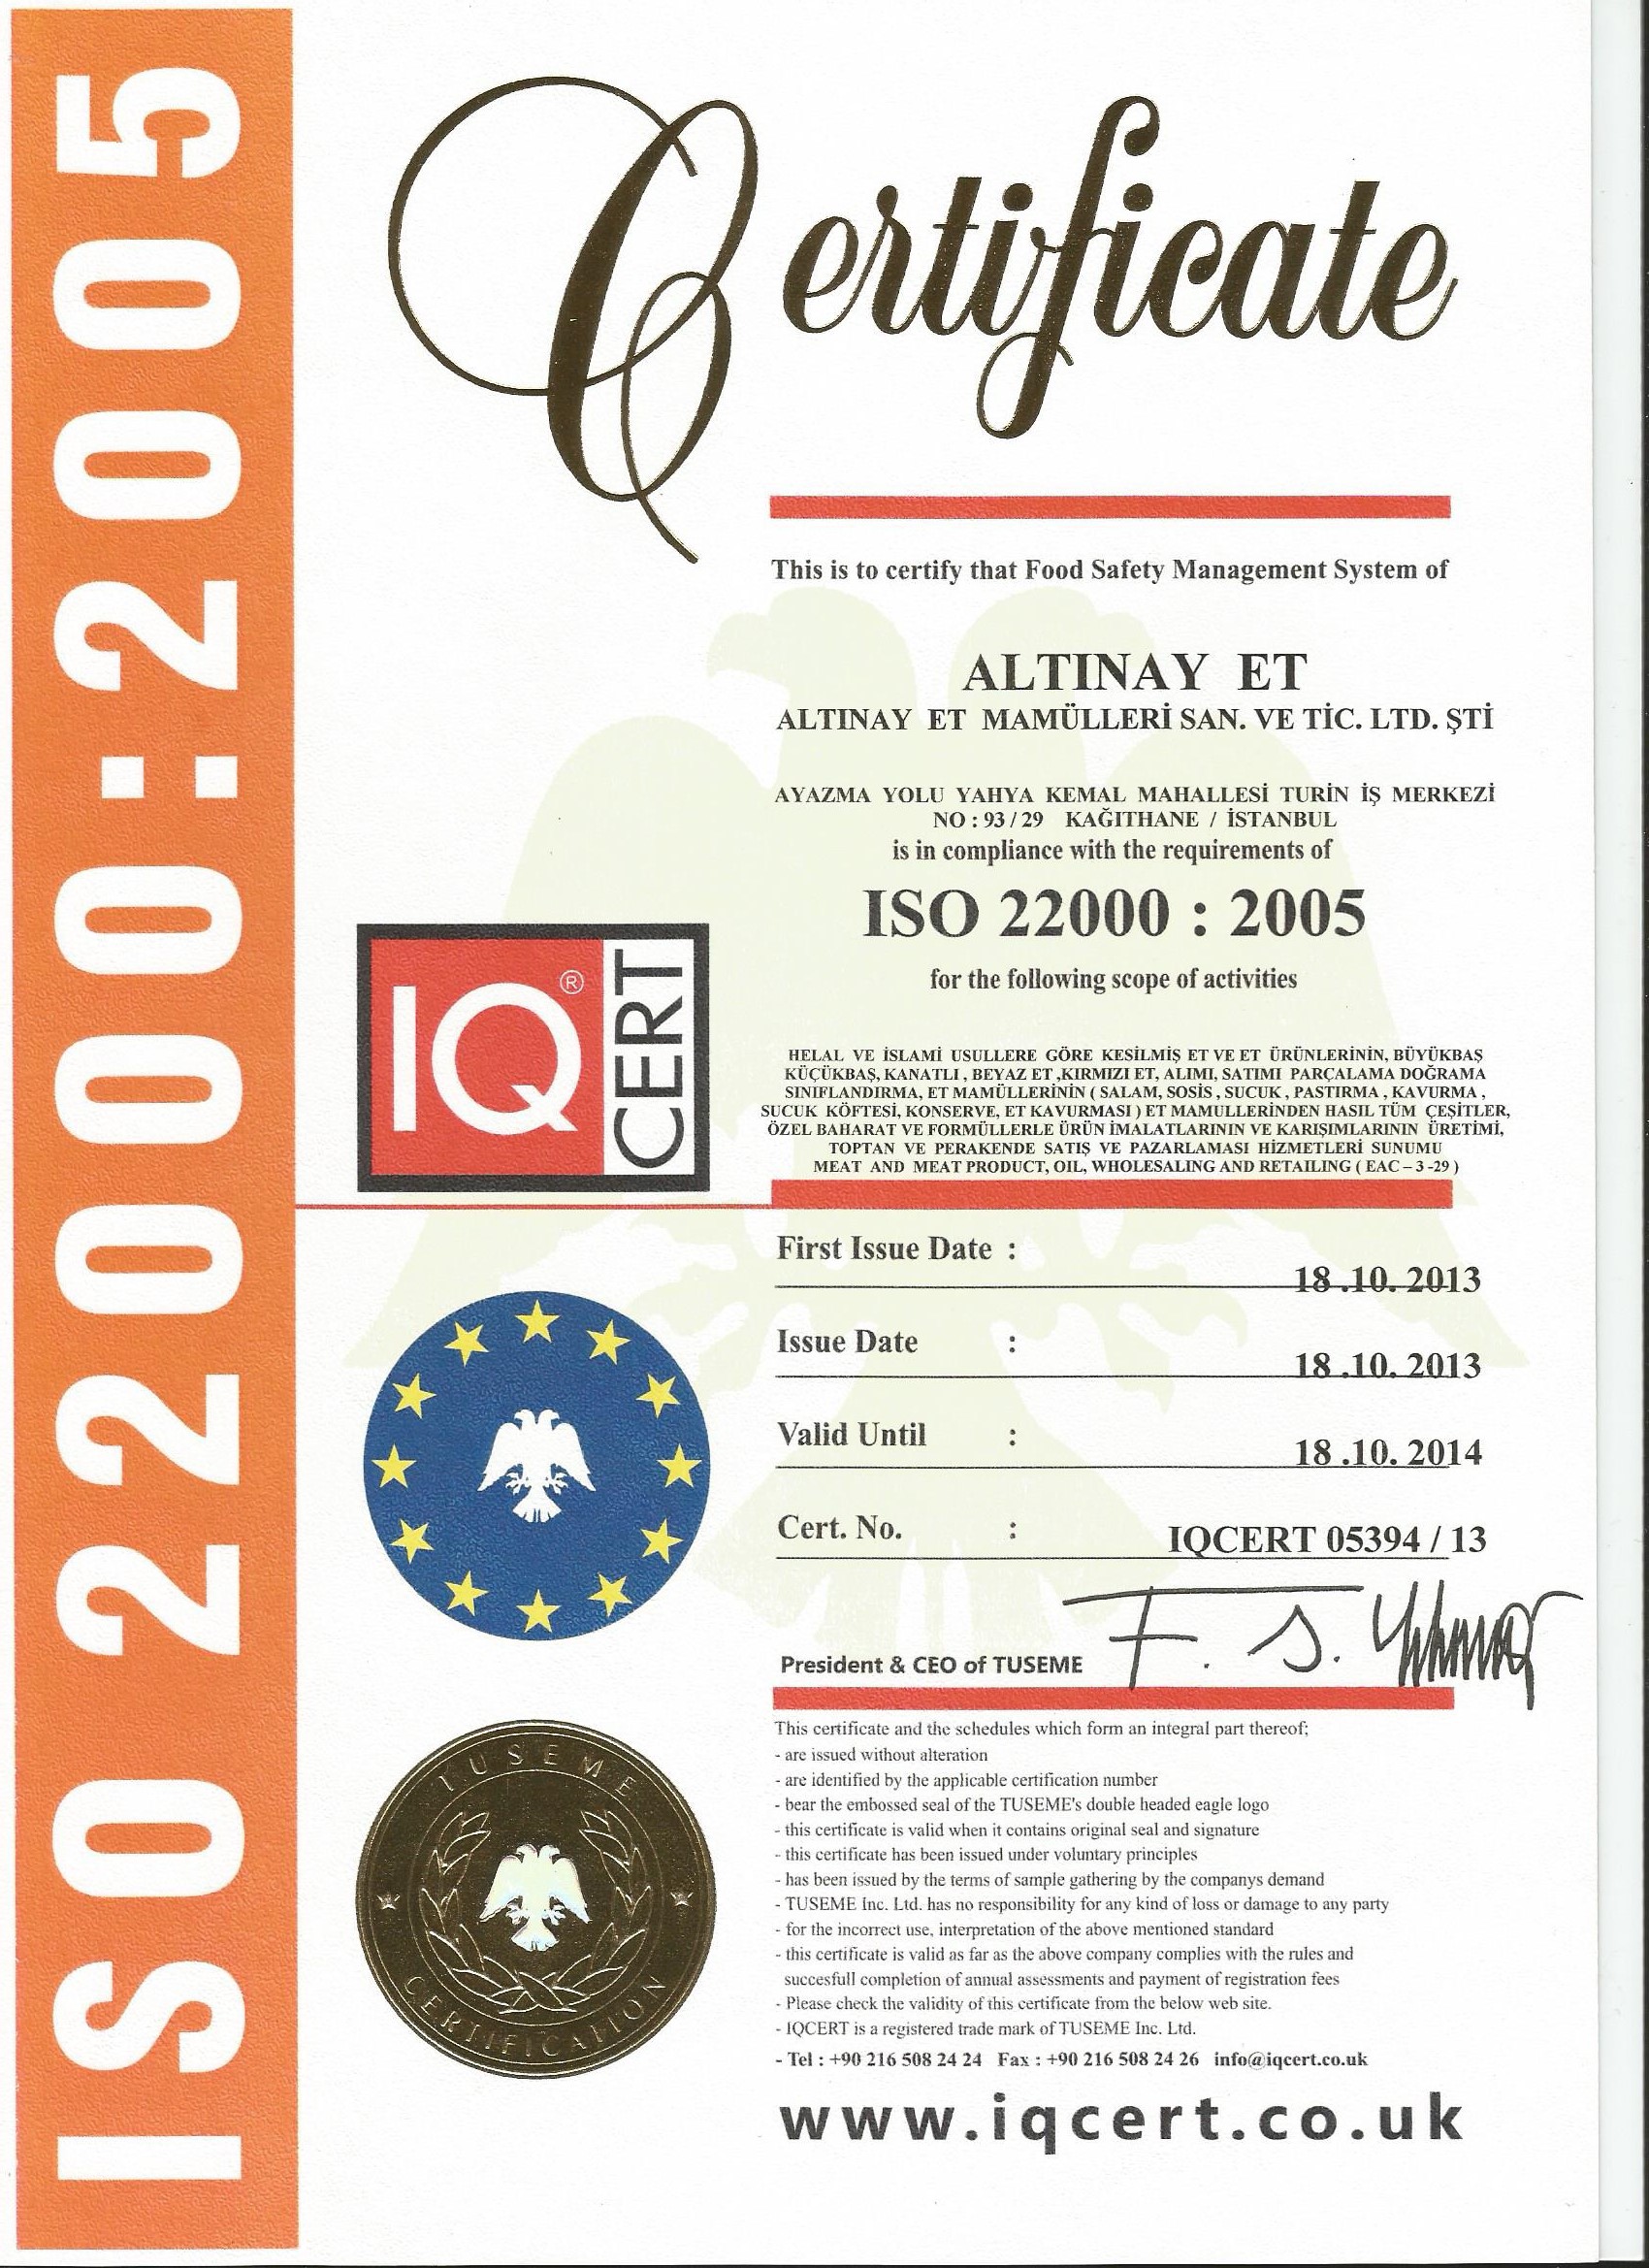 ISO 22000:2005
Certificate
This is to certify that Food Safety Management System of
ALTINAY ET
ALTINAY ET MAMÜLLERİ SAN. VE TİC. LTD. ŞTİ
AYAZMA YOLU YAHYA KEMAL MAHALLESİ TURİN İŞ MERKEZİ
NO : 93 / 29 KAĞITHANE / İSTANBUL
is in compliance with the requirements of
ISO 22000 : 2005
for the following scope of activities
HELAL VE İSLAMİ USULLERE GÖRE KESİLMİŞ ET VE ET ÜRÜNLERİNİN, BÜYÜKBAŞ
KÜÇÜKBAŞ, KANATLI , BEYAZ ET ,KIRMIZI ET, ALIMI, SATIMI PARÇALAMA DOĞRAMA
SINIFLANDIRMA, ET MAMÜLLERİNİN ( SALAM, SOSİS , SUCUK , PASTIRMA , KAVURMA ,
SUCUK KÖFTESİ, KONSERVE, ET KAVURMASI ) ET MAMULLERİNDEN HASIL TÜM ÇEŞİTLER,
ÖZEL BAHARAT VE FORMÜLLERLE ÜRÜN İMALATLARININ VE KARIŞIMLARININ ÜRETİMİ,
TOPTAN VE PERAKENDE SATIŞ VE PAZARLAMASI HİZMETLERİ SUNUMU
MEAT AND MEAT PRODUCT, OIL, WHOLESALING AND RETAILING ( EAC – 3 -29 )
IQ® CERT
First Issue Date : 18 .10. 2013
Issue Date : 18 .10. 2013
Valid Until : 18 .10. 2014
Cert. No. : IQCERT 05394 / 13
President & CEO of TUSEME
This certificate and the schedules which form an integral part thereof;
- are issued without alteration
- are identified by the applicable certification number
- bear the embossed seal of the TUSEME's double headed eagle logo
- this certificate is valid when it contains original seal and signature
- this certificate has been issued under voluntary principles
- has been issued by the terms of sample gathering by the companys demand
- TUSEME Inc. Ltd. has no responsibility for any kind of loss or damage to any party
- for the incorrect use, interpretation of the above mentioned standard
- this certificate is valid as far as the above company complies with the rules and
succesfull completion of annual assessments and payment of registration fees
- Please check the validity of this certificate from the below web site.
- IQCERT is a registered trade mark of TUSEME Inc. Ltd.
- Tel : +90 216 508 24 24 Fax : +90 216 508 24 26 info@iqcert.co.uk
www.iqcert.co.uk
TUSEME
CERTIFICATION